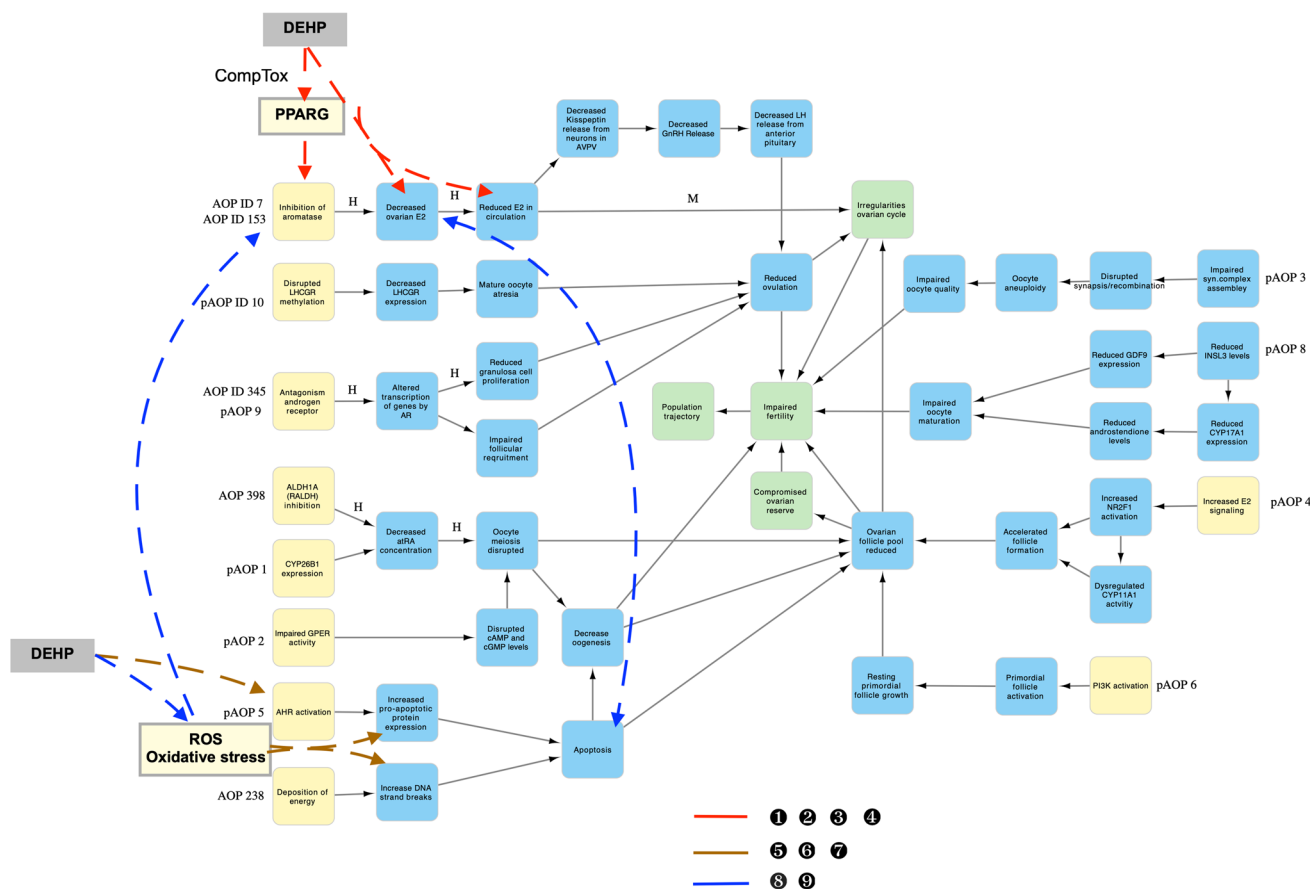 DEHP
CompTox
PPARG
AOP ID 7
AOP ID 153
Inhibition of
aromatase
H
Decreased
ovarian E2
H
Reduced E2 in
circulation
Decreased
Kisspeptin
release from
neurons in
AVPV
Decreased
GnRH Release
Decreased LH
release from
anterior
pituitary
M
Irregularities
ovarian cycle
pAOP ID 10
Disrupted
LHCGR
methylation
Decreased
LHCGR
expression
Mature oocyte
atresia
Reduced
ovulation
Impaired
oocyte quality
Oocyte
aneuploidy
Disrupted
synapsis/recombination
Impaired
syn.complex
assembley
pAOP 3
AOP ID 345
pAOP 9
Antagonism
androgen
receptor
H
Altered
transcription
of genes by
AR
H
Reduced
granulosa cell
proliferation
Impaired
follicular
reqruitment
Population
trajectory
Impaired
fertility
Impaired
oocyte
maturation
Reduced GDF9
expression
Reduced
INSL3 levels
pAOP 8
Reduced
androstendione
levels
Reduced
CYP17A1
expression
AOP 398
ALDH1A
(RALDH)
inhibition
H
pAOP 1
CYP26B1
expression
Decreased
atRA
concentration
H
Oocyte
meiosis
disrupted
Compromised
ovarian
reserve
Ovarian
follicle pool
reduced
Accelerated
follicle
formation
Increased
NR2F1
activation
Increased E2
signaling
pAOP 4
Dysregulated
CYP11A1
actvitiy
pAOP 2
Impaired GPER
activity
Disrupted
cAMP and
cGMP levels
Decrease
oogenesis
DEHP
pAOP 5
AHR activation
Increased
pro-apoptotic
protein
expression
Resting
primordial
follicle growth
Primordial
follicle
activation
PI3K activation
pAOP 6
ROS
Oxidative stress
Apoptosis
AOP 238
Deposition of
energy
Increase DNA
strand breaks
❶ ❷ ❸ ❹
❺ ❻ ❼
❽ ❾